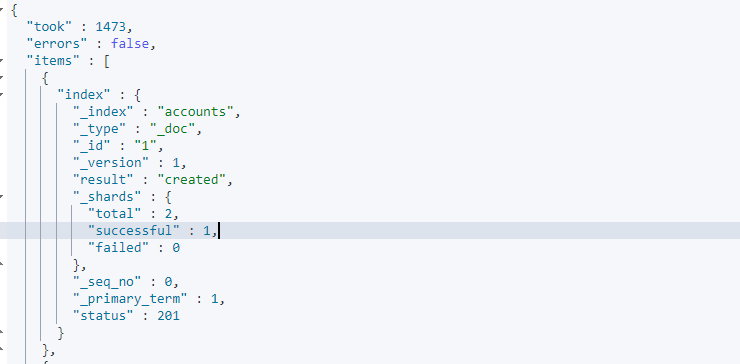 {
"took" : 1473,
"errors" : false,
"items" : [
{
"index" : {
"_index" : "accounts",
"_type" : "_doc",
"_id" : "1",
"_version" : 1,
"result" : "created",
"_shards" : {
"total" : 2,
"successful" : 1,
"failed" : 0
},
"_seq_no" : 0,
"_primary_term" : 1,
"status" : 201
}
},
{